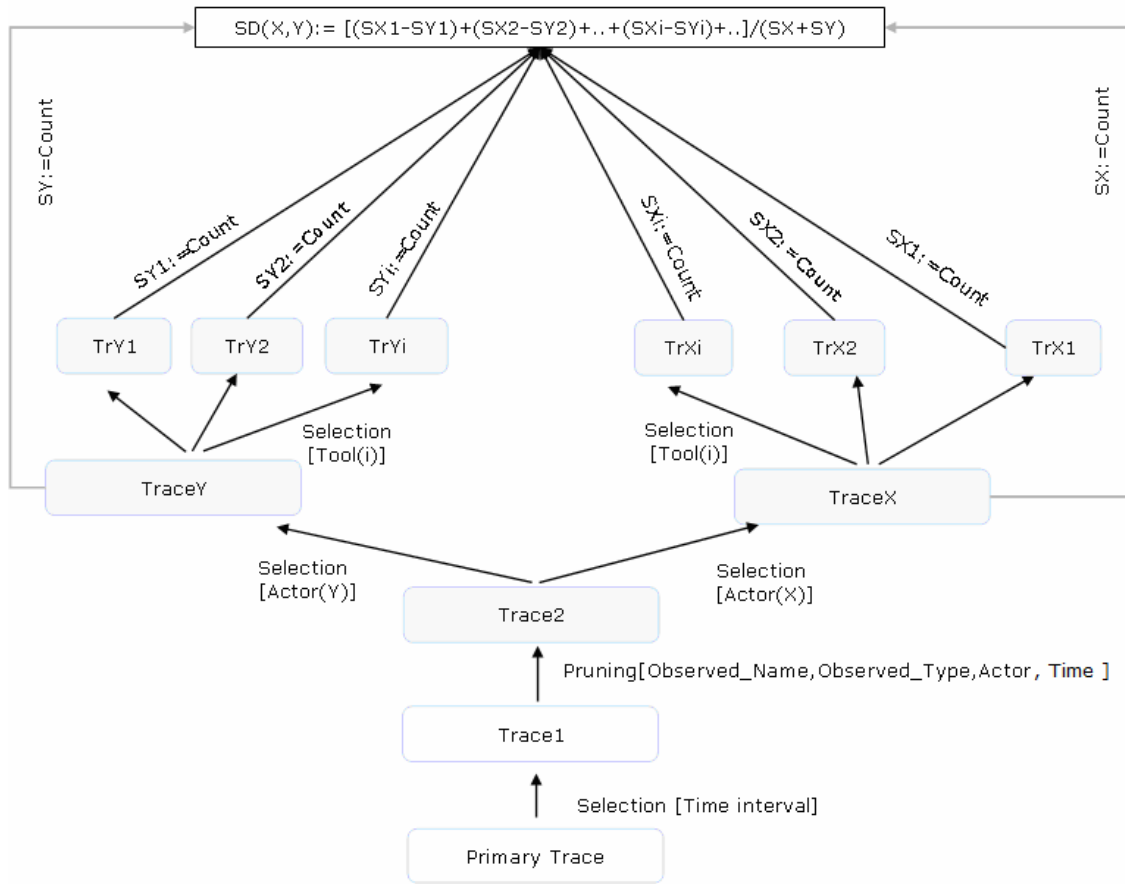 SD(X,Y):= [(SX1-SY1)+(SX2-SY2)+..+(SXi-SYi)+..]/(SX+SY)
SY:=Count
SX:=Count
SY1:=Count
SY2:=Count
SYi:=Count
SXi:=Count
SX2:=Count
SX1:=Count
TrY1
TrY2
TrYi
TrXi
TrX2
TrX1
Selection
[Tool(i)]
Selection
[Tool(i)]
TraceY
TraceX
Selection
[Actor(Y)]
Selection
[Actor(X)]
Trace2
Pruning[Observed_Name,Observed_Type,Actor, Time ]
Trace1
Selection [Time interval]
Primary Trace